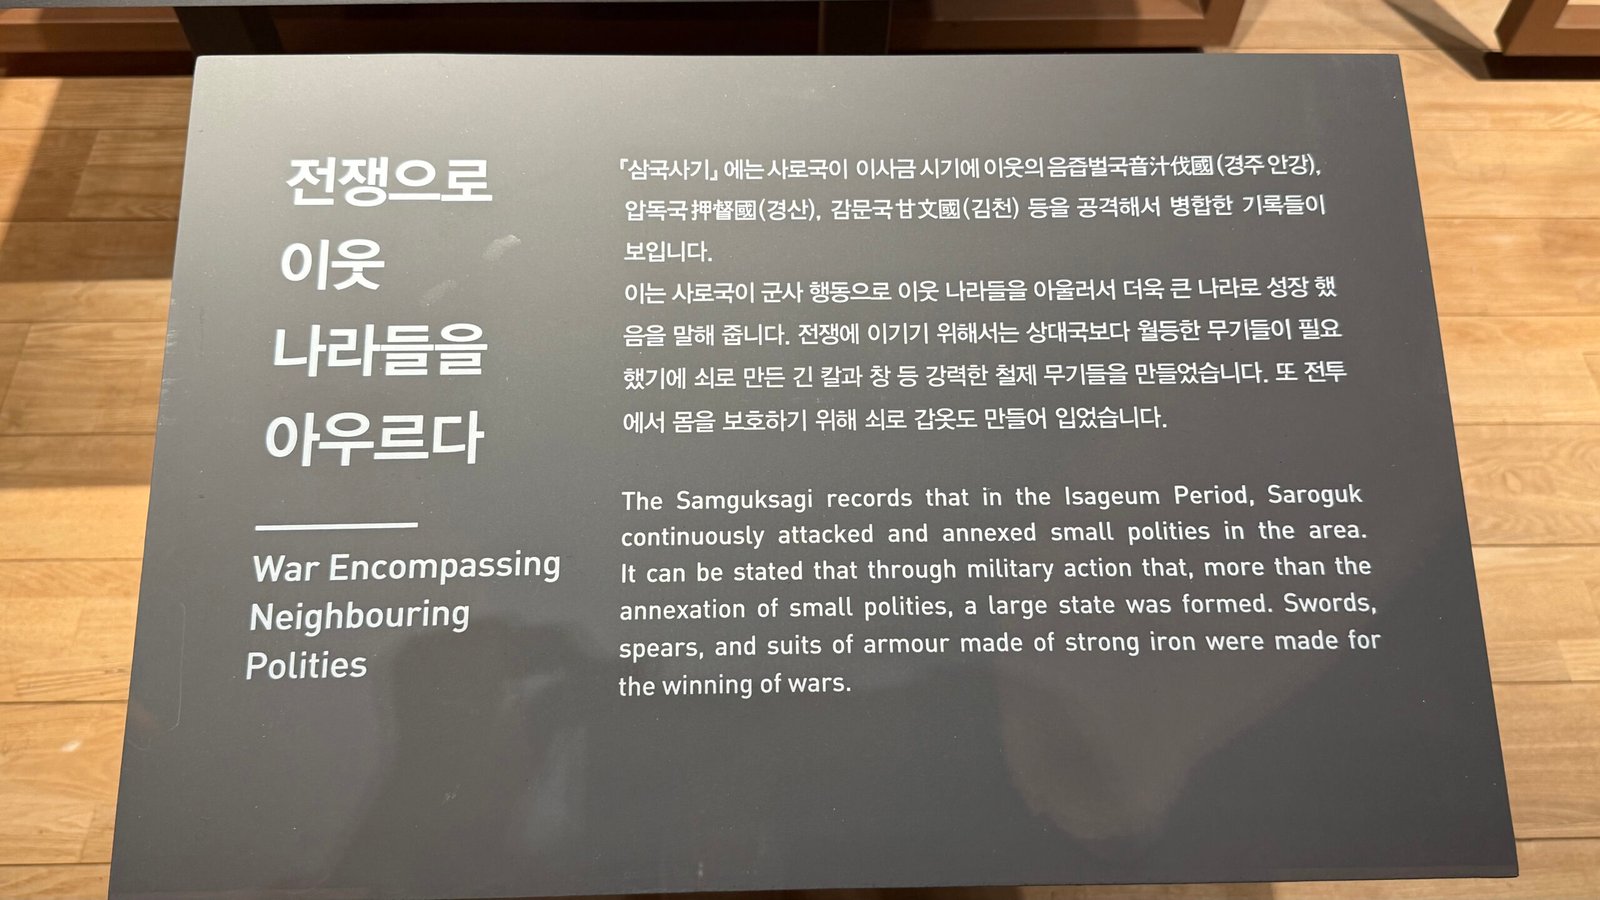 전쟁으로
이웃
나라들을
아우르다
War Encompassing
Neighbouring
Polities
『삼국사기』에는 사로국이 이사금 시기에 이웃의 음즙벌국音汁伐國(경주 안강),
압독국押督國(경산), 감문국甘文國(김천) 등을 공격해서 병합한 기록들이
보입니다.
이는 사로국이 군사 행동으로 이웃 나라들을 아울러서 더욱 큰 나라로 성장 했
음을 말해 줍니다. 전쟁에 이기기 위해서는 상대국보다 월등한 무기들이 필요
했기에 쇠로 만든 긴 칼과 창 등 강력한 철제 무기들을 만들었습니다. 또 전투
에서 몸을 보호하기 위해 쇠로 갑옷도 만들어 입었습니다.
The Samguksagi records that in the Isageum Period, Saroguk
continuously attacked and annexed small polities in the area.
It can be stated that through military action that, more than the
annexation of small polities, a large state was formed. Swords,
spears, and suits of armour made of strong iron were made for
the winning of wars.